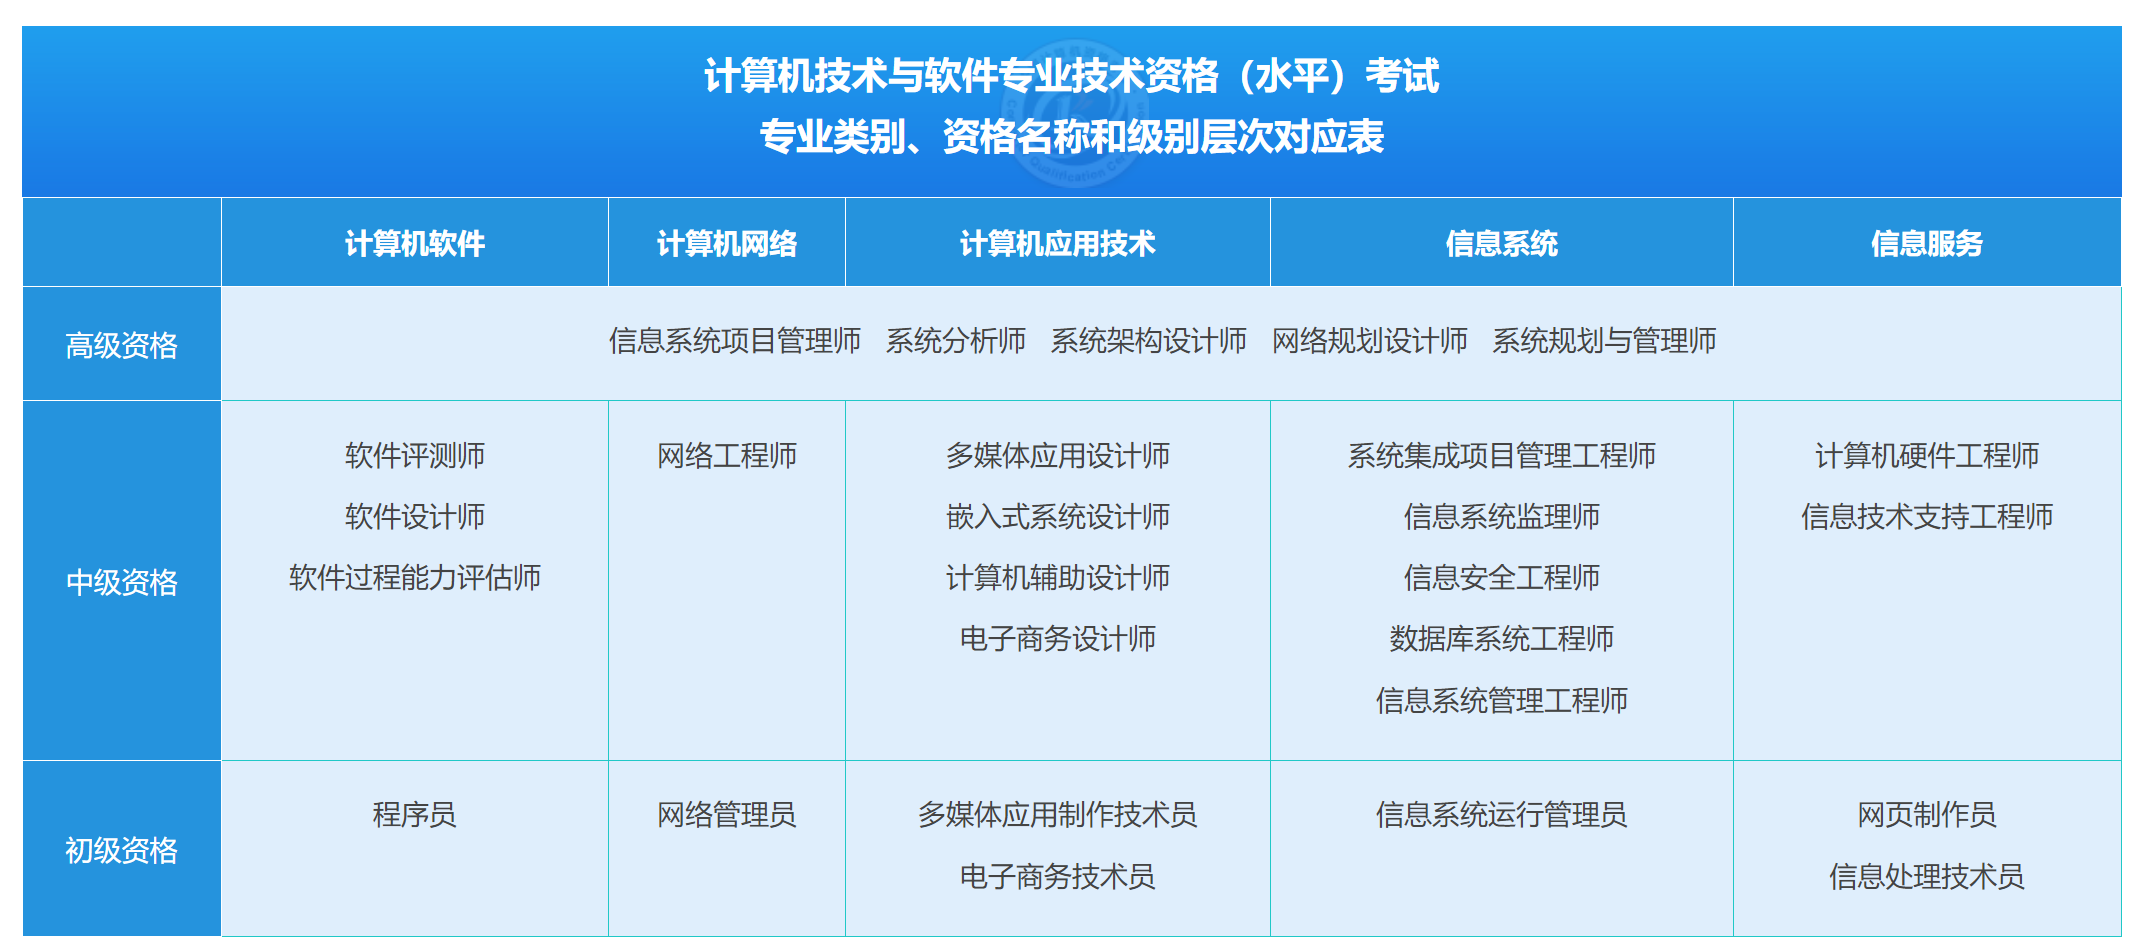 计算机技术与软件专业技术资格（水平）考试
专业类别、资格名称和级别层次对应表
计算机软件 计算机网络 计算机应用技术 信息系统 信息服务
高级资格 信息系统项目管理师 系统分析师 系统架构设计师 网络规划设计师 系统规划与管理师
中级资格
软件评测师
软件设计师
软件过程能力评估师
网络工程师
多媒体应用设计师
嵌入式系统设计师
计算机辅助设计师
电子商务设计师
系统集成项目管理工程师
信息系统监理师
信息安全工程师
数据库系统工程师
信息系统管理工程师
计算机硬件工程师
信息技术支持工程师
初级资格
程序员
网络管理员
多媒体应用制作技术员
电子商务技术员
信息系统运行管理员
网页制作员
信息处理技术员
Qualification